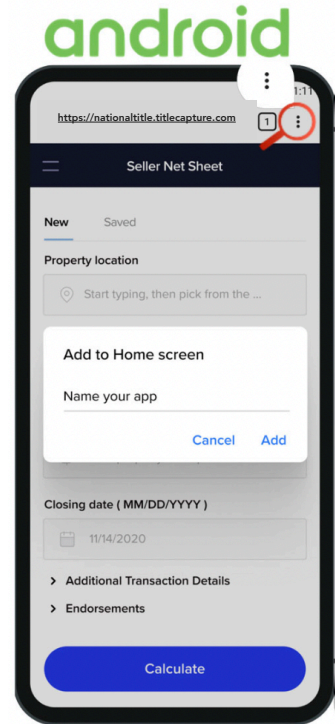 android
1:11
https://nationaltitle.titlecapture.com
1
Seller Net Sheet
New Saved
Property location
Start typing, then pick from the ...
Add to Home screen
Name your app
Cancel Add
Closing date ( MM/DD/YYYY )
11/14/2020
Additional Transaction Details
Endorsements
Calculate